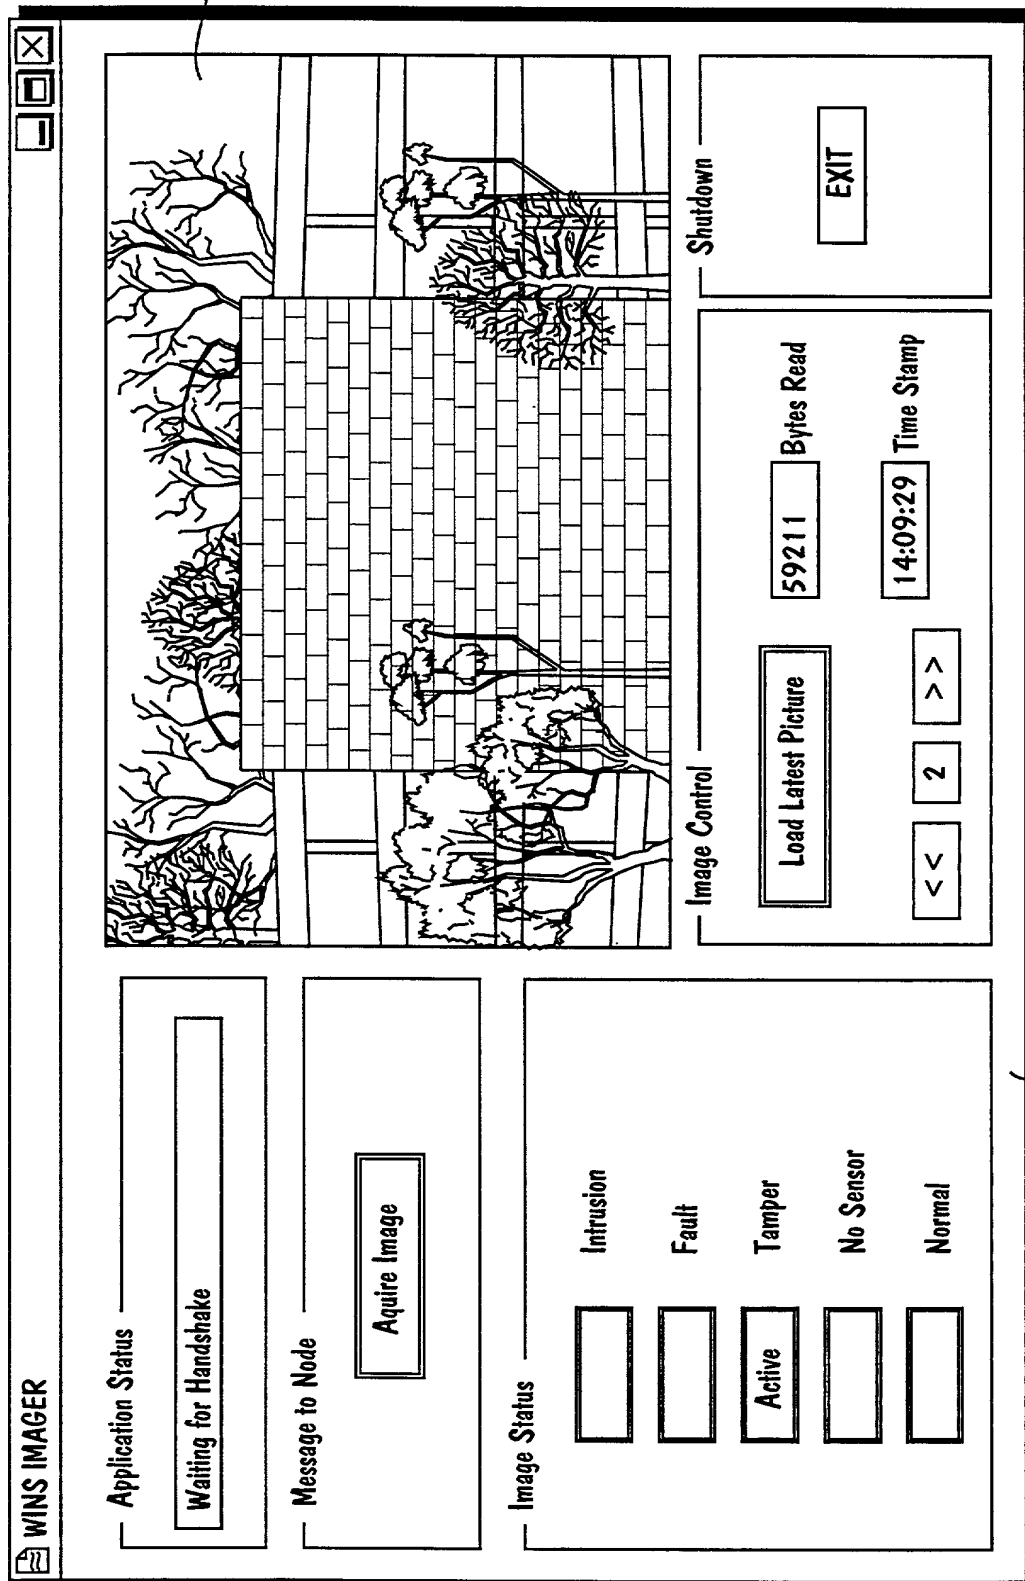 WINS IMAGER
Application Status
Waiting for Handshake
Message to Node
Aquire Image
Image Status
Intrusion
Fault
Active Tamper
No Sensor
Normal
Image Control
Load Latest Picture
59211 Bytes Read
<< 2 >>
14:09:29 Time Stamp
Shutdown
EXIT